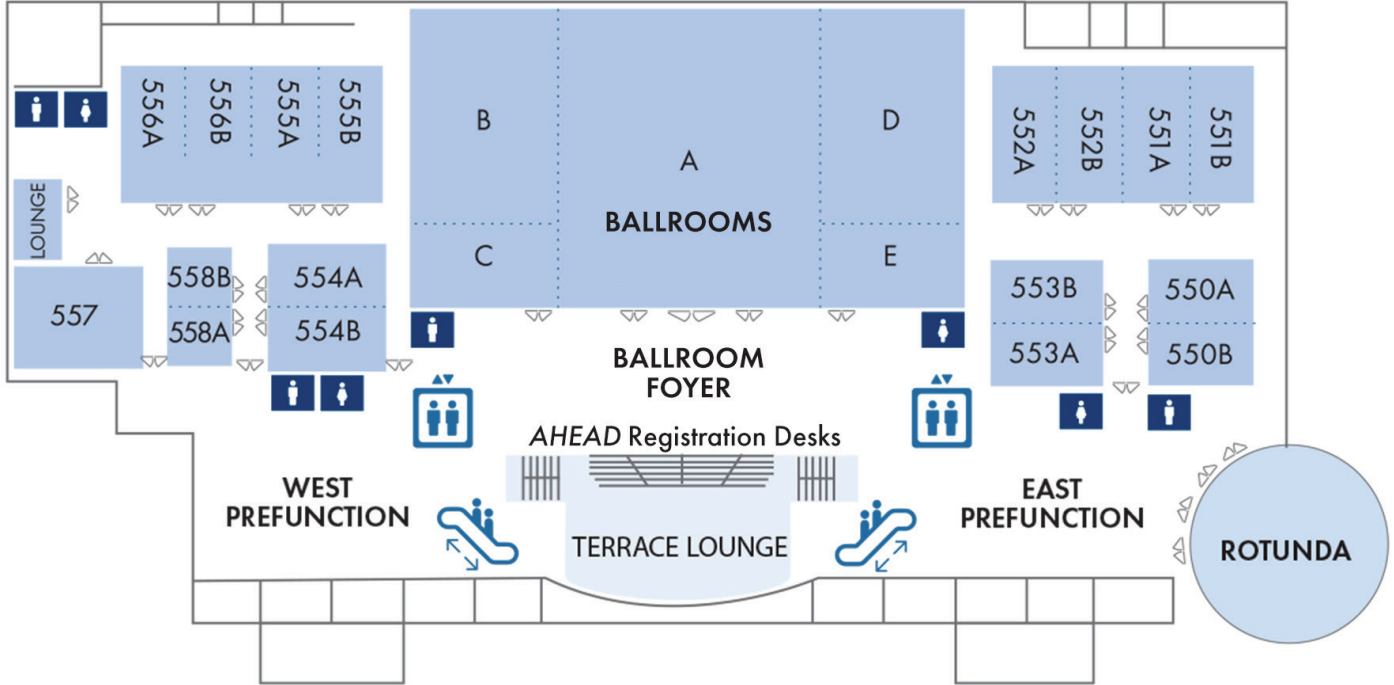 556A
556B
555A
555B
B
A
D
552A
552B
551A
551B
LOUNGE
BALLROOMS
C
E
558B
554A
557
558A
554B
553B
550A
553A
550B
BALLROOM
FOYER
AHEAD Registration Desks
WEST
PREFUNCTION
EAST
PREFUNCTION
TERRACE LOUNGE
ROTUNDA